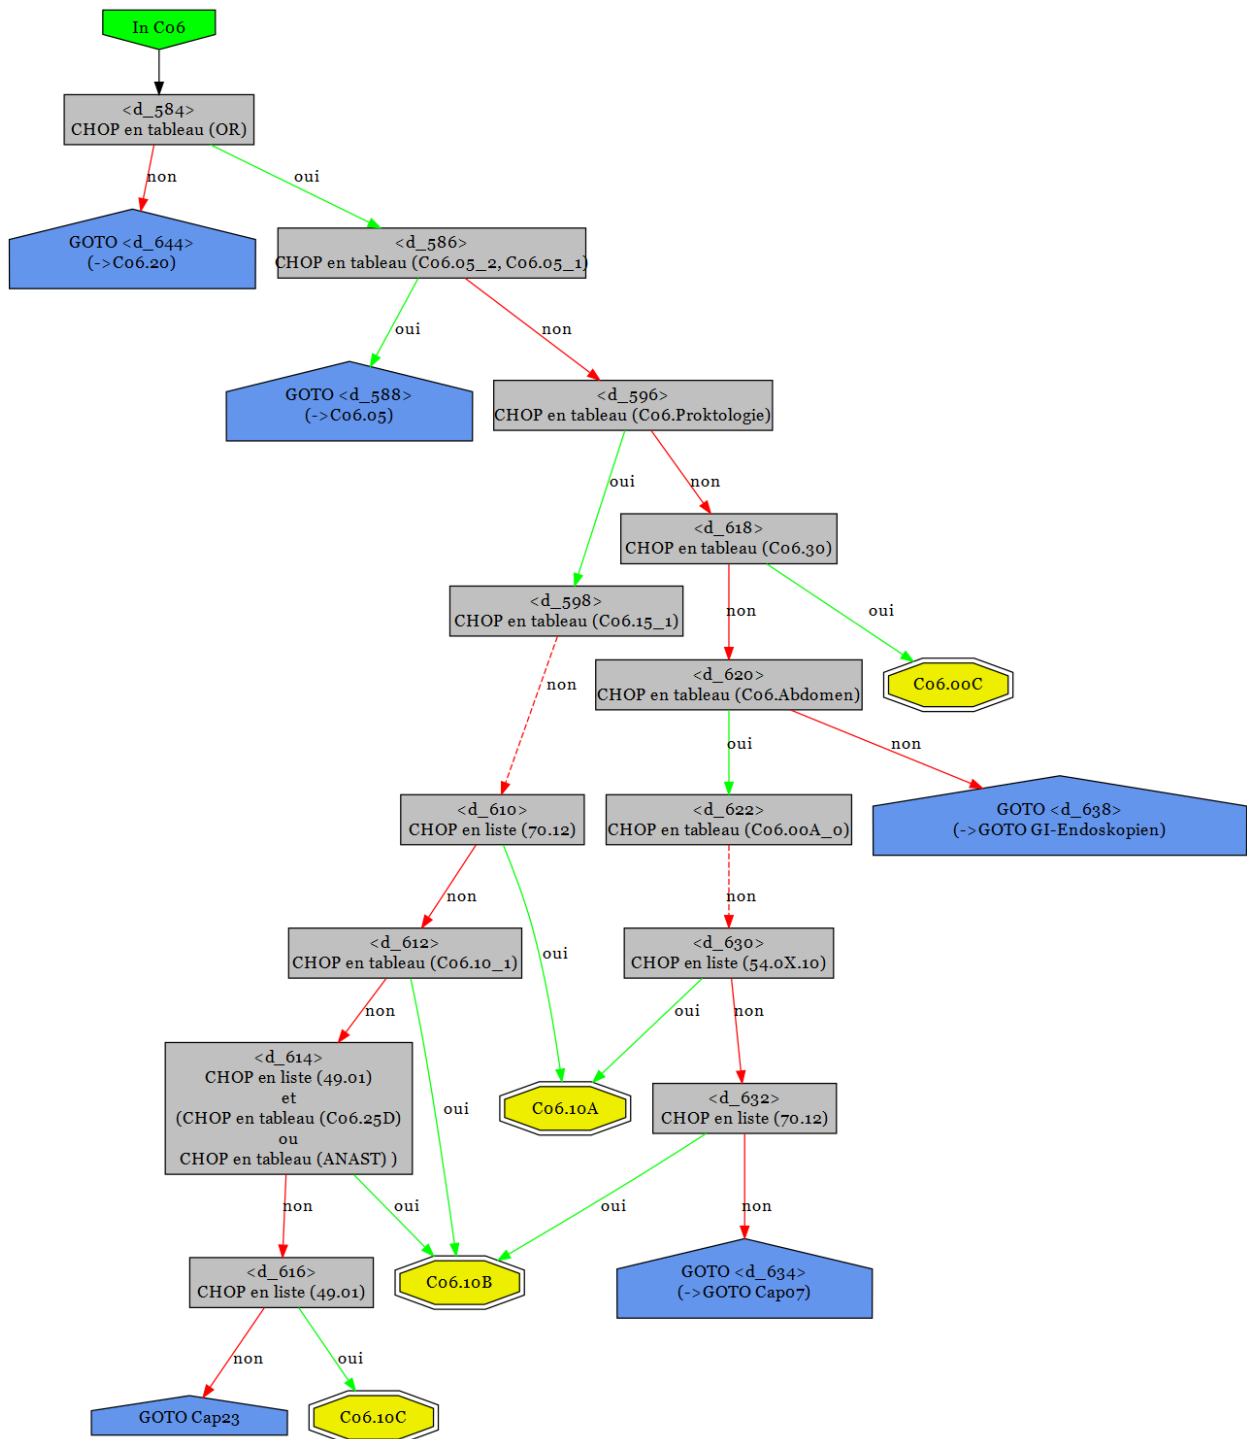 In C06
<d_584>
CHOP en tableau (OR)
non
oui
GOTO <d_644>
(->C06.20)
<d_586>
CHOP en tableau (C06.05_2, C06.05_1)
oui
non
GOTO <d_588>
(->C06.05)
<d_596>
CHOP en tableau (C06.Proktologie)
oui
non
<d_618>
CHOP en tableau (C06.30)
<d_598>
CHOP en tableau (C06.15_1)
non
oui
non
<d_620>
CHOP en tableau (C06.Abdomen)
C06.00C
oui
non
<d_610>
CHOP en liste (70.12)
<d_622>
CHOP en tableau (C06.00A_0)
GOTO <d_638>
(->GOTO GI-Endoskopien)
non
oui
non
<d_612>
CHOP en tableau (C06.10_1)
<d_630>
CHOP en liste (54.0X.10)
non
oui
non
<d_614>
CHOP en liste (49.01)
et
(CHOP en tableau (C06.25D)
ou
CHOP en tableau (ANAST) )
oui
C06.10A
<d_632>
CHOP en liste (70.12)
non
oui
oui
non
<d_616>
CHOP en liste (49.01)
C06.10B
GOTO <d_634>
(->GOTO Cap07)
non
oui
GOTO Cap23
C06.10C